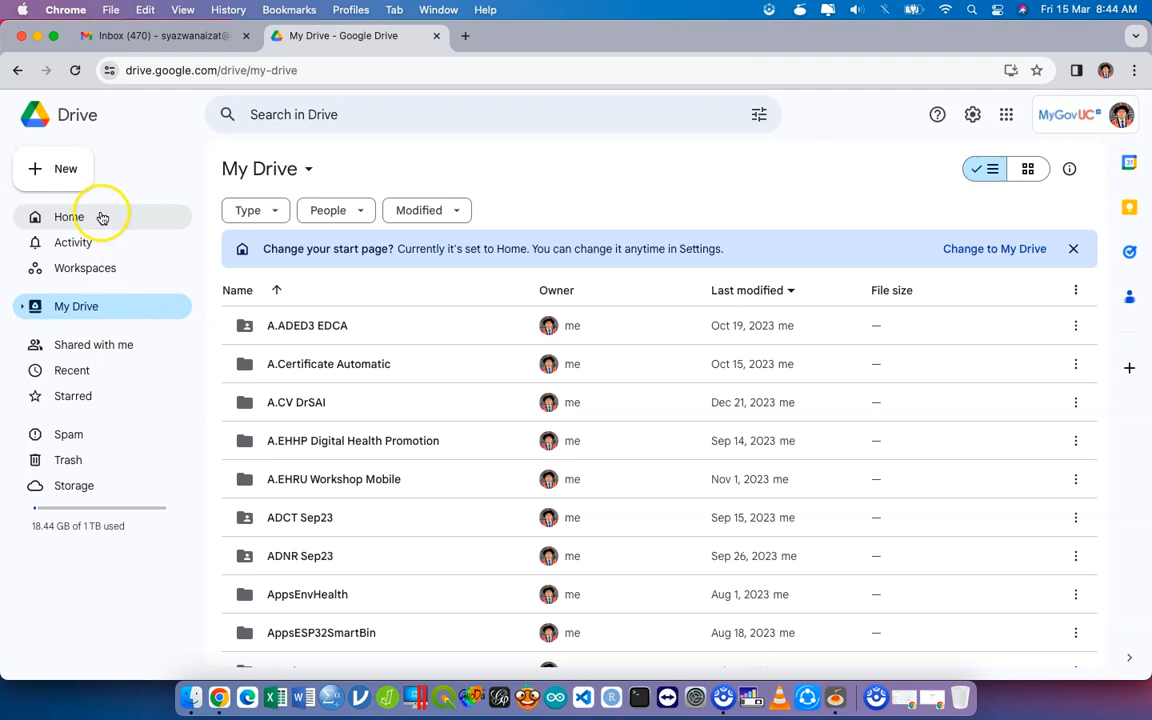 Chrome File Edit View History Bookmarks Profiles Tab Window Help Fri 15 Mar 8:44 AM
Inbox (470) - syazwanaizat@ My Drive - Google Drive
drive.google.com/drive/my-drive
Drive Search in Drive MyGovUC
New My Drive
Type People Modified
Home
Activity
Change your start page? Currently it's set to Home. You can change it anytime in Settings. Change to My Drive
Workspaces
My Drive
Shared with me
Recent
Starred
Spam
Trash
Storage
18.44 GB of 1 TB used
Name Owner Last modified File size
A.ADED3 EDCA me Oct 19, 2023 me —
A.Certificate Automatic me Oct 15, 2023 me —
A.CV DrSAI me Dec 21, 2023 me —
A.EHHP Digital Health Promotion me Sep 14, 2023 me —
A.EHRU Workshop Mobile me Nov 1, 2023 me —
ADCT Sep23 me Sep 15, 2023 me —
ADNR Sep23 me Sep 26, 2023 me —
AppsEnvHealth me Aug 1, 2023 me —
AppsESP32SmartBin me Aug 18, 2023 me —